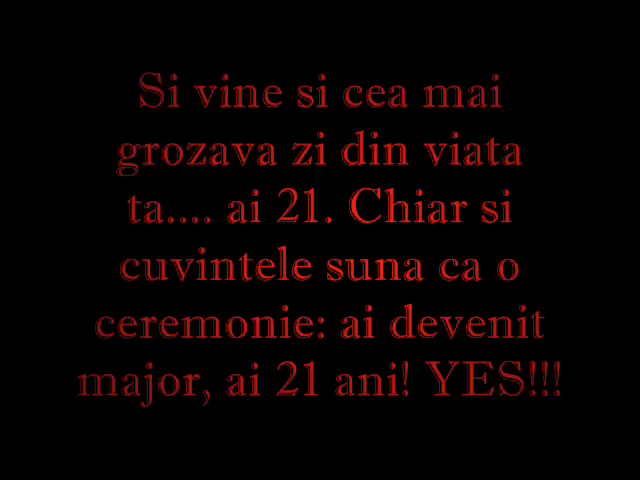 Si vine si cea mai
grozava zi din viata
ta.... ai 21. Chiar si
cuvintele suna ca o
ceremonie: ai devenit
major, ai 21 ani! YES!!!